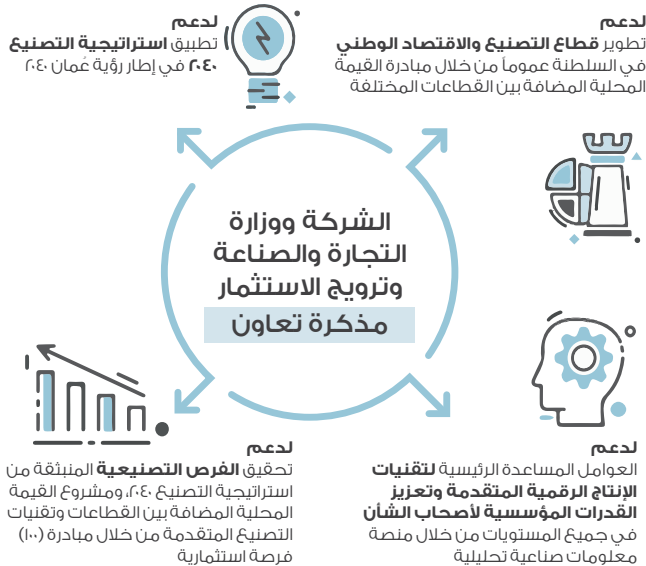 لدعم
تطوير قطاع التصنيع والاقتصاد الوطني
في السلطنة عموماً من خلال مبادرة القيمة
المحلية المضافة بين القطاعات المختلفة
لدعم
تطبيق استراتيجية التصنيع
٢٠٤٠ في إطار رؤية عُمان ٢٠٤٠
الشركة ووزارة
التجارة والصناعة
وترويج الاستثمار
مذكرة تعاون
لدعم
العوامل المساعدة الرئيسية لتقنيات
الإنتاج الرقمية المتقدمة وتعزيز
القدرات المؤسسية لأصحاب الشأن
في جميع المستويات من خلال منصة
معلومات صناعية تحليلية
لدعم
تحقيق الفرص التصنيعية المنبثقة من
استراتيجية التصنيع ٢٠٤٠، ومشروع القيمة
المحلية المضافة بين القطاعات وتقنيات
التصنيع المتقدمة من خلال مبادرة (١٠٠)
فرصة استثمارية